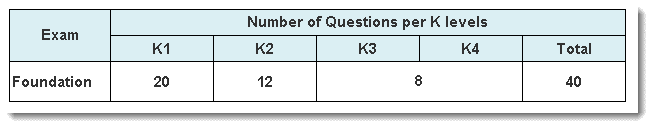 Exam
Number of Questions per K levels
K1 K2 K3 K4 Total
Foundation 20 12 8 40